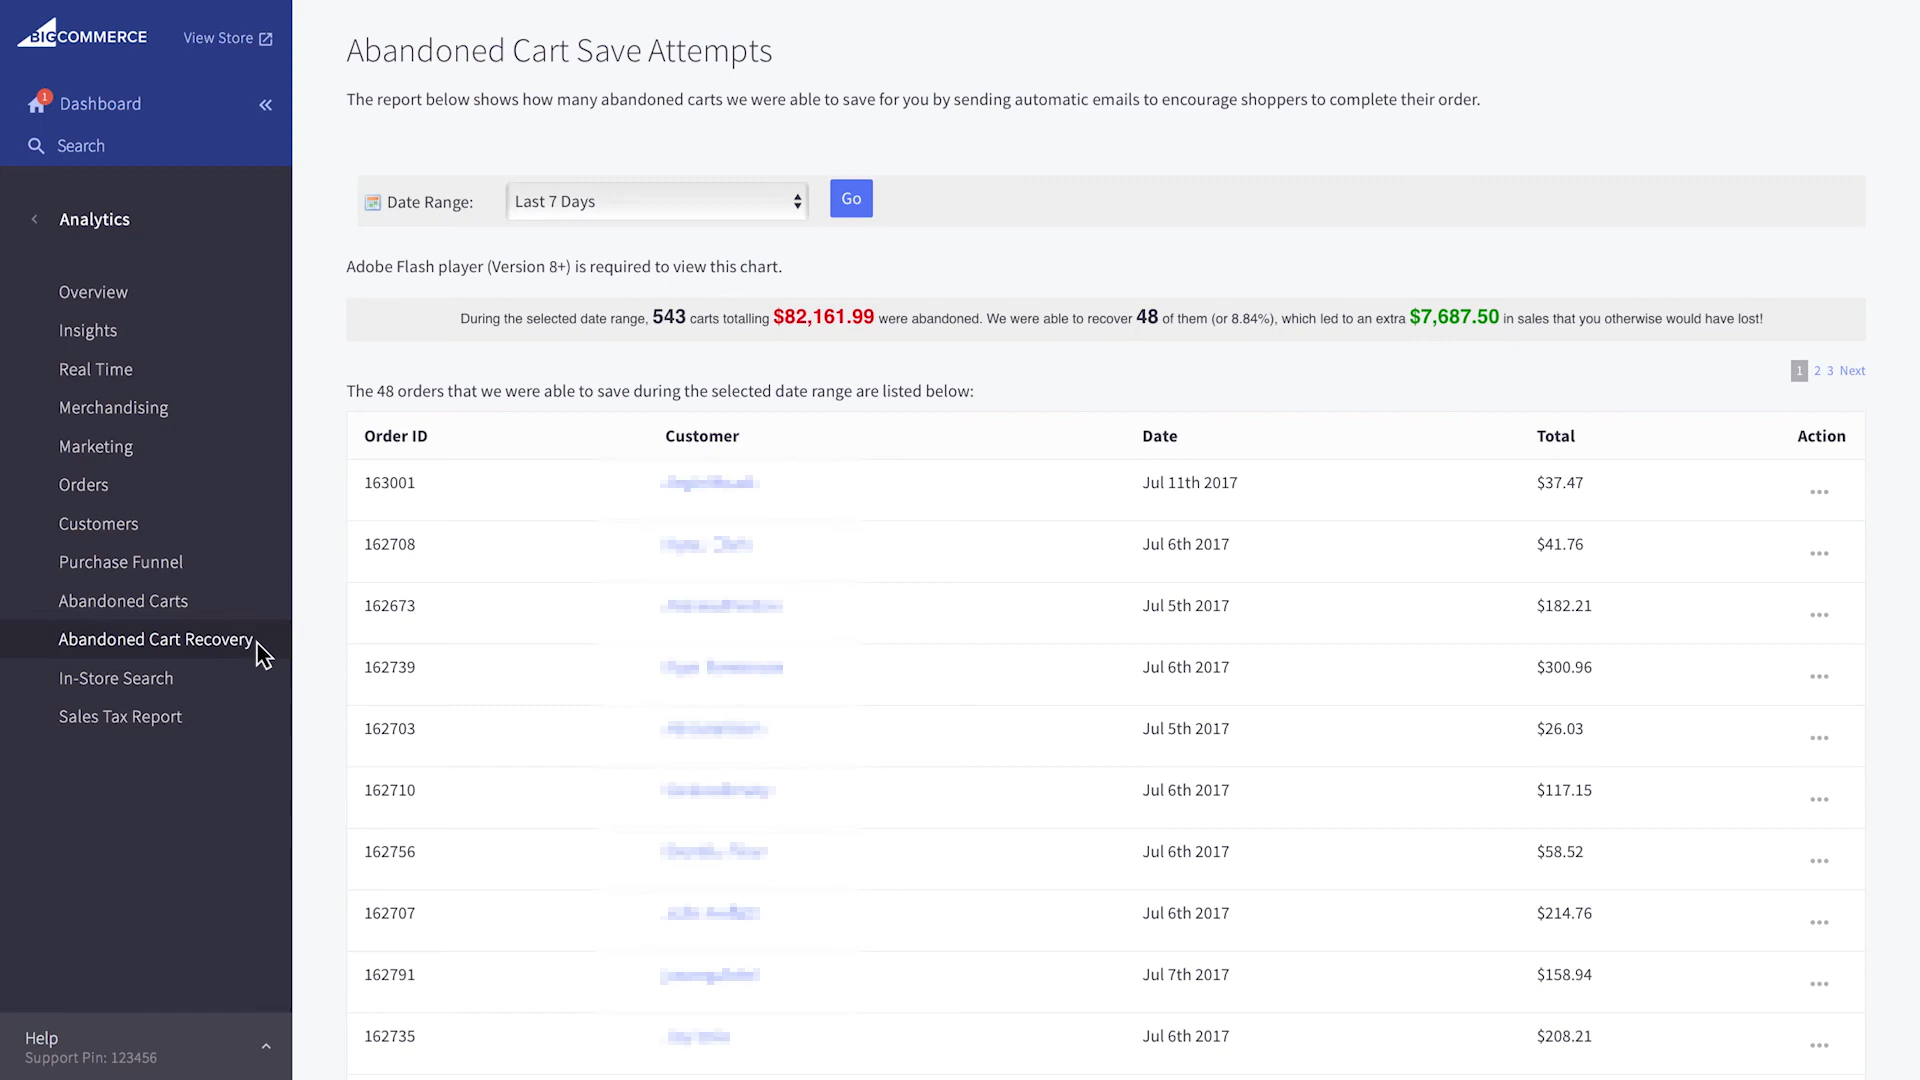 BIGCOMMERCE
View Store
1
Dashboard
Search
Analytics
Overview
Insights
Real Time
Merchandising
Marketing
Orders
Customers
Purchase Funnel
Abandoned Carts
Abandoned Cart Recovery
In-Store Search
Sales Tax Report
Help
Support Pin: 123456
Abandoned Cart Save Attempts
The report below shows how many abandoned carts we were able to save for you by sending automatic emails to encourage shoppers to complete their order.
Date Range: Last 7 Days Go
Adobe Flash player (Version 8+) is required to view this chart.
During the selected date range, 543 carts totalling $82,161.99 were abandoned. We were able to recover 48 of them (or 8.84%), which led to an extra $7,687.50 in sales that you otherwise would have lost!
1 2 3 Next
The 48 orders that we were able to save during the selected date range are listed below:
Order ID Customer Date Total Action
163001 Jul 11th 2017 $37.47
162708 Jul 6th 2017 $41.76
162673 Jul 5th 2017 $182.21
162739 Jul 6th 2017 $300.96
162703 Jul 5th 2017 $26.03
162710 Jul 6th 2017 $117.15
162756 Jul 6th 2017 $58.52
162707 Jul 6th 2017 $214.76
162791 Jul 7th 2017 $158.94
162735 Jul 6th 2017 $208.21